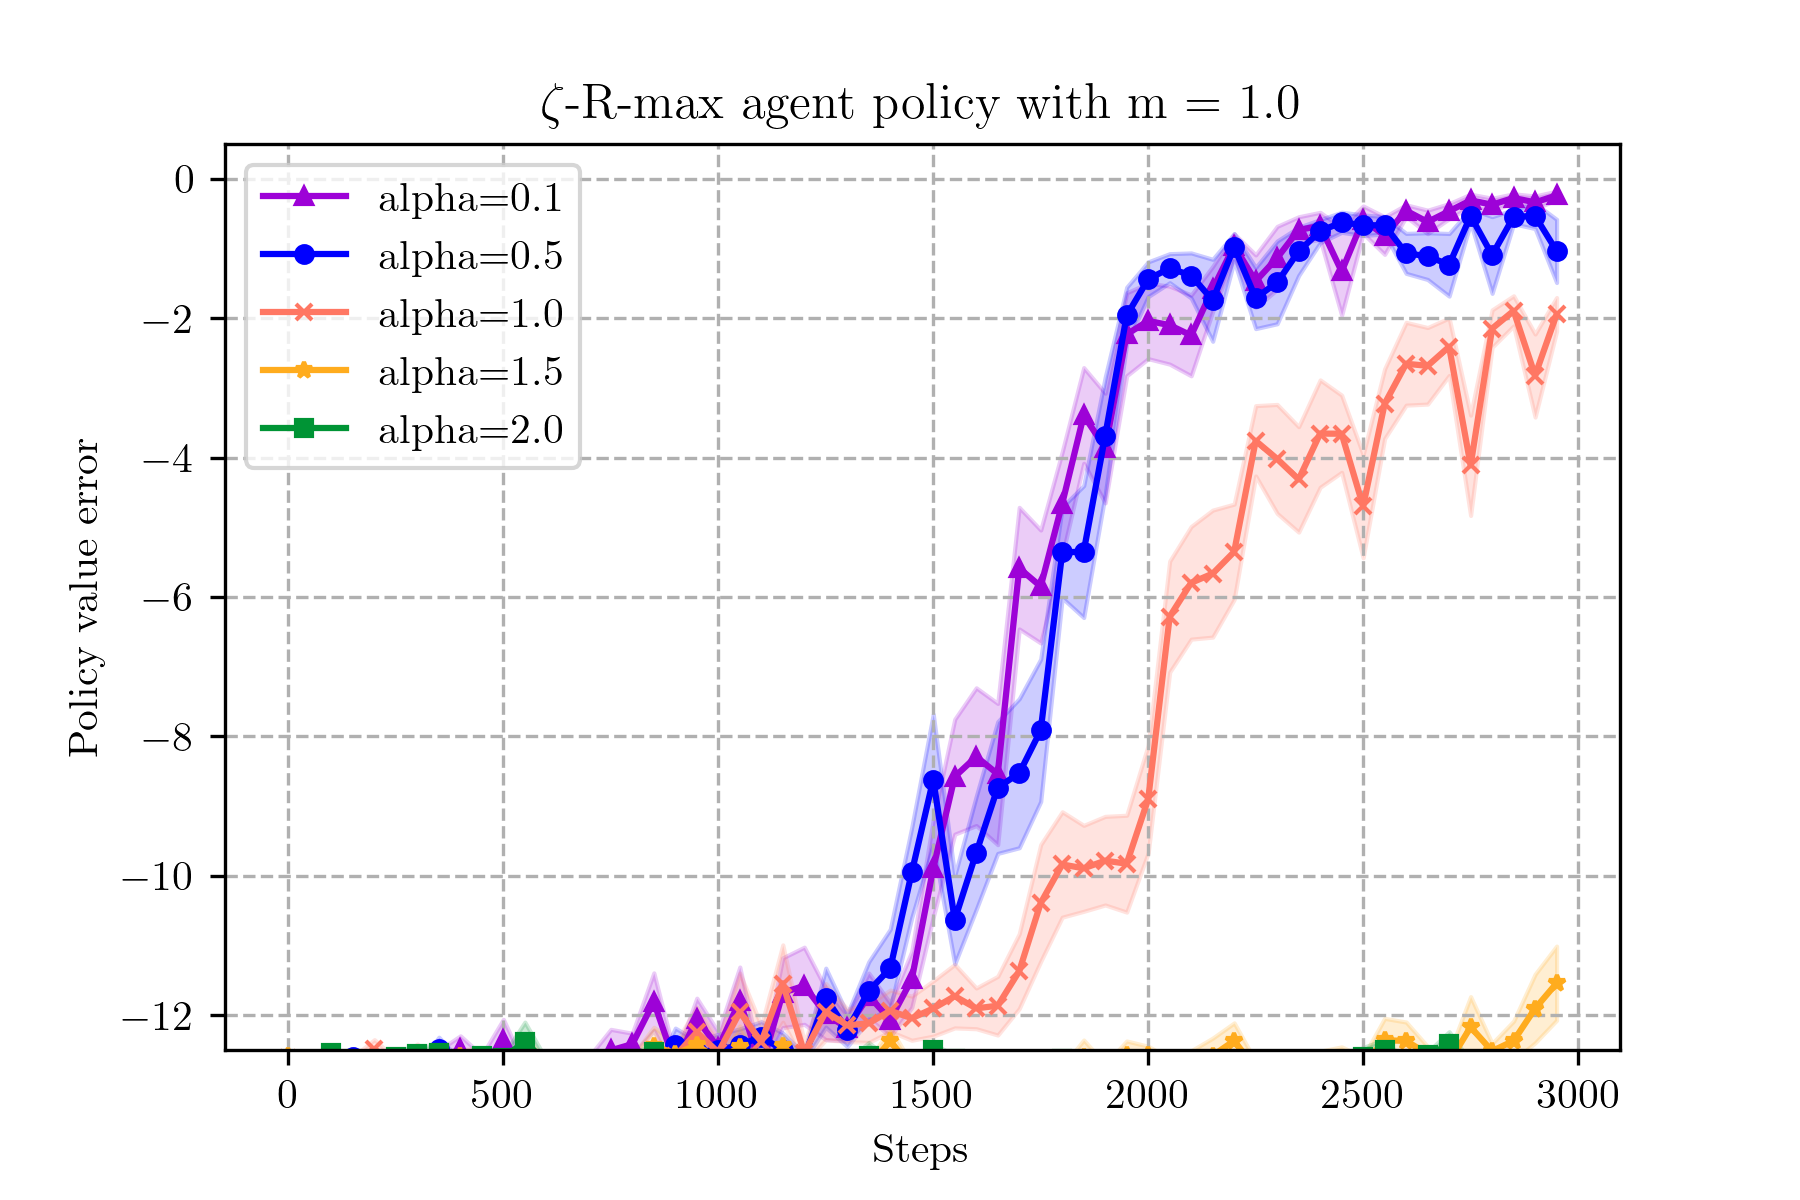 ζ-R-max agent policy with m = 1.0
alpha=0.1
alpha=0.5
alpha=1.0
alpha=1.5
alpha=2.0
Policy value error
0
−2
−4
−6
−8
−10
−12
0 500 1000 1500 2000 2500 3000
Steps